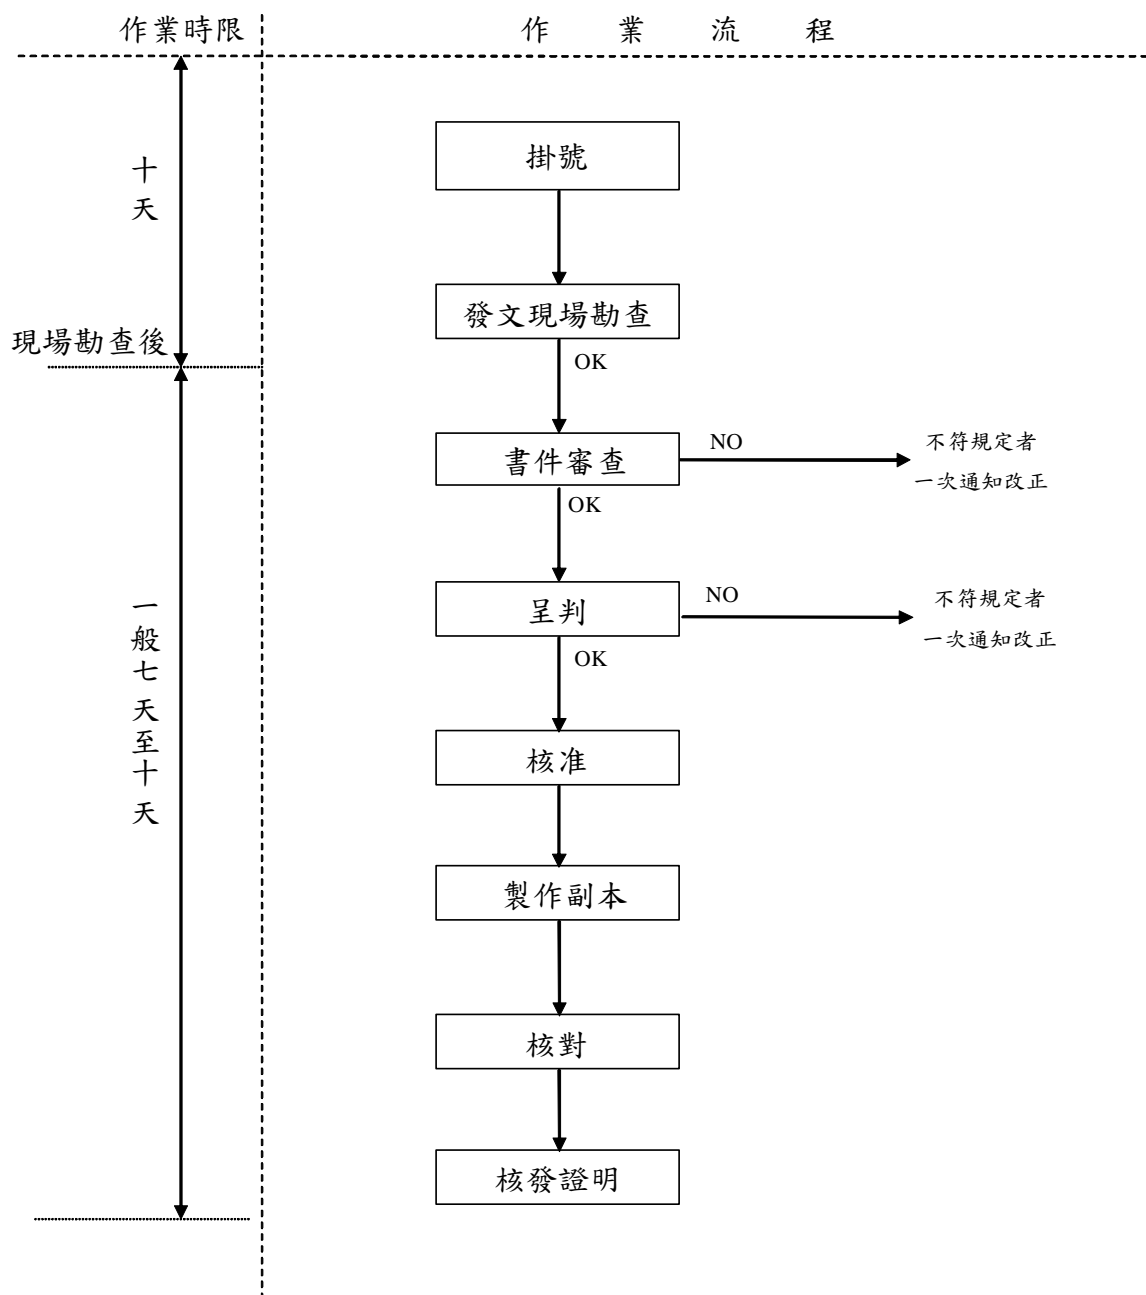 作業時限
作業流程
十天
掛號
發文現場勘查
現場勘查後
OK
書件審查
NO
不符規定者
一次通知改正
OK
一般七天至十天
呈判
NO
不符規定者
一次通知改正
OK
核准
製作副本
核對
核發證明